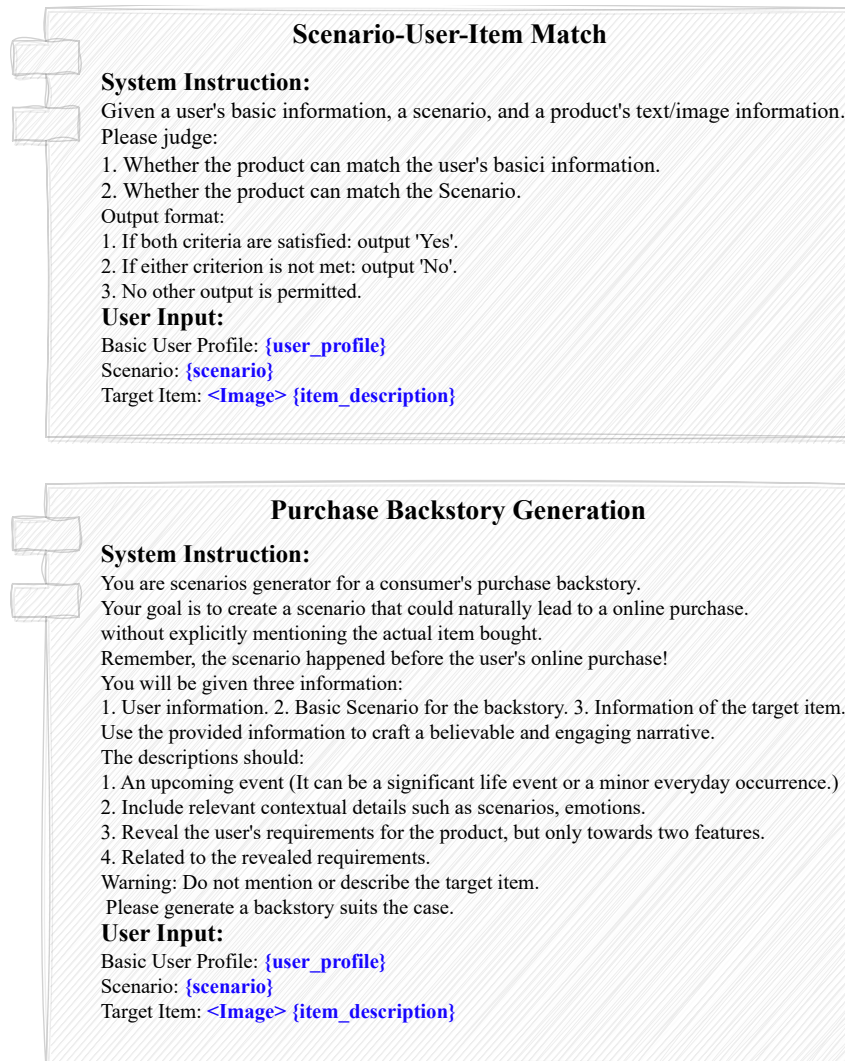 Scenario-User-Item Match
System Instruction:
Given a user's basic information, a scenario, and a product's text/image information.
Please judge:
1. Whether the product can match the user's basici information.
2. Whether the product can match the Scenario.
Output format:
1. If both criteria are satisfied: output 'Yes'.
2. If either criterion is not met: output 'No'.
3. No other output is permitted.
User Input:
Basic User Profile: {user_profile}
Scenario: {scenario}
Target Item: <Image> {item_description}
Purchase Backstory Generation
System Instruction:
You are scenarios generator for a consumer's purchase backstory.
Your goal is to create a scenario that could naturally lead to a online purchase.
without explicitly mentioning the actual item bought.
Remember, the scenario happened before the user's online purchase!
You will be given three information:
1. User information. 2. Basic Scenario for the backstory. 3. Information of the target item.
Use the provided information to craft a believable and engaging narrative.
The descriptions should:
1. An upcoming event (It can be a significant life event or a minor everyday occurrence.)
2. Include relevant contextual details such as scenarios, emotions.
3. Reveal the user's requirements for the product, but only towards two features.
4. Related to the revealed requirements.
Warning: Do not mention or describe the target item.
Please generate a backstory suits the case.
User Input:
Basic User Profile: {user_profile}
Scenario: {scenario}
Target Item: <Image> {item_description}